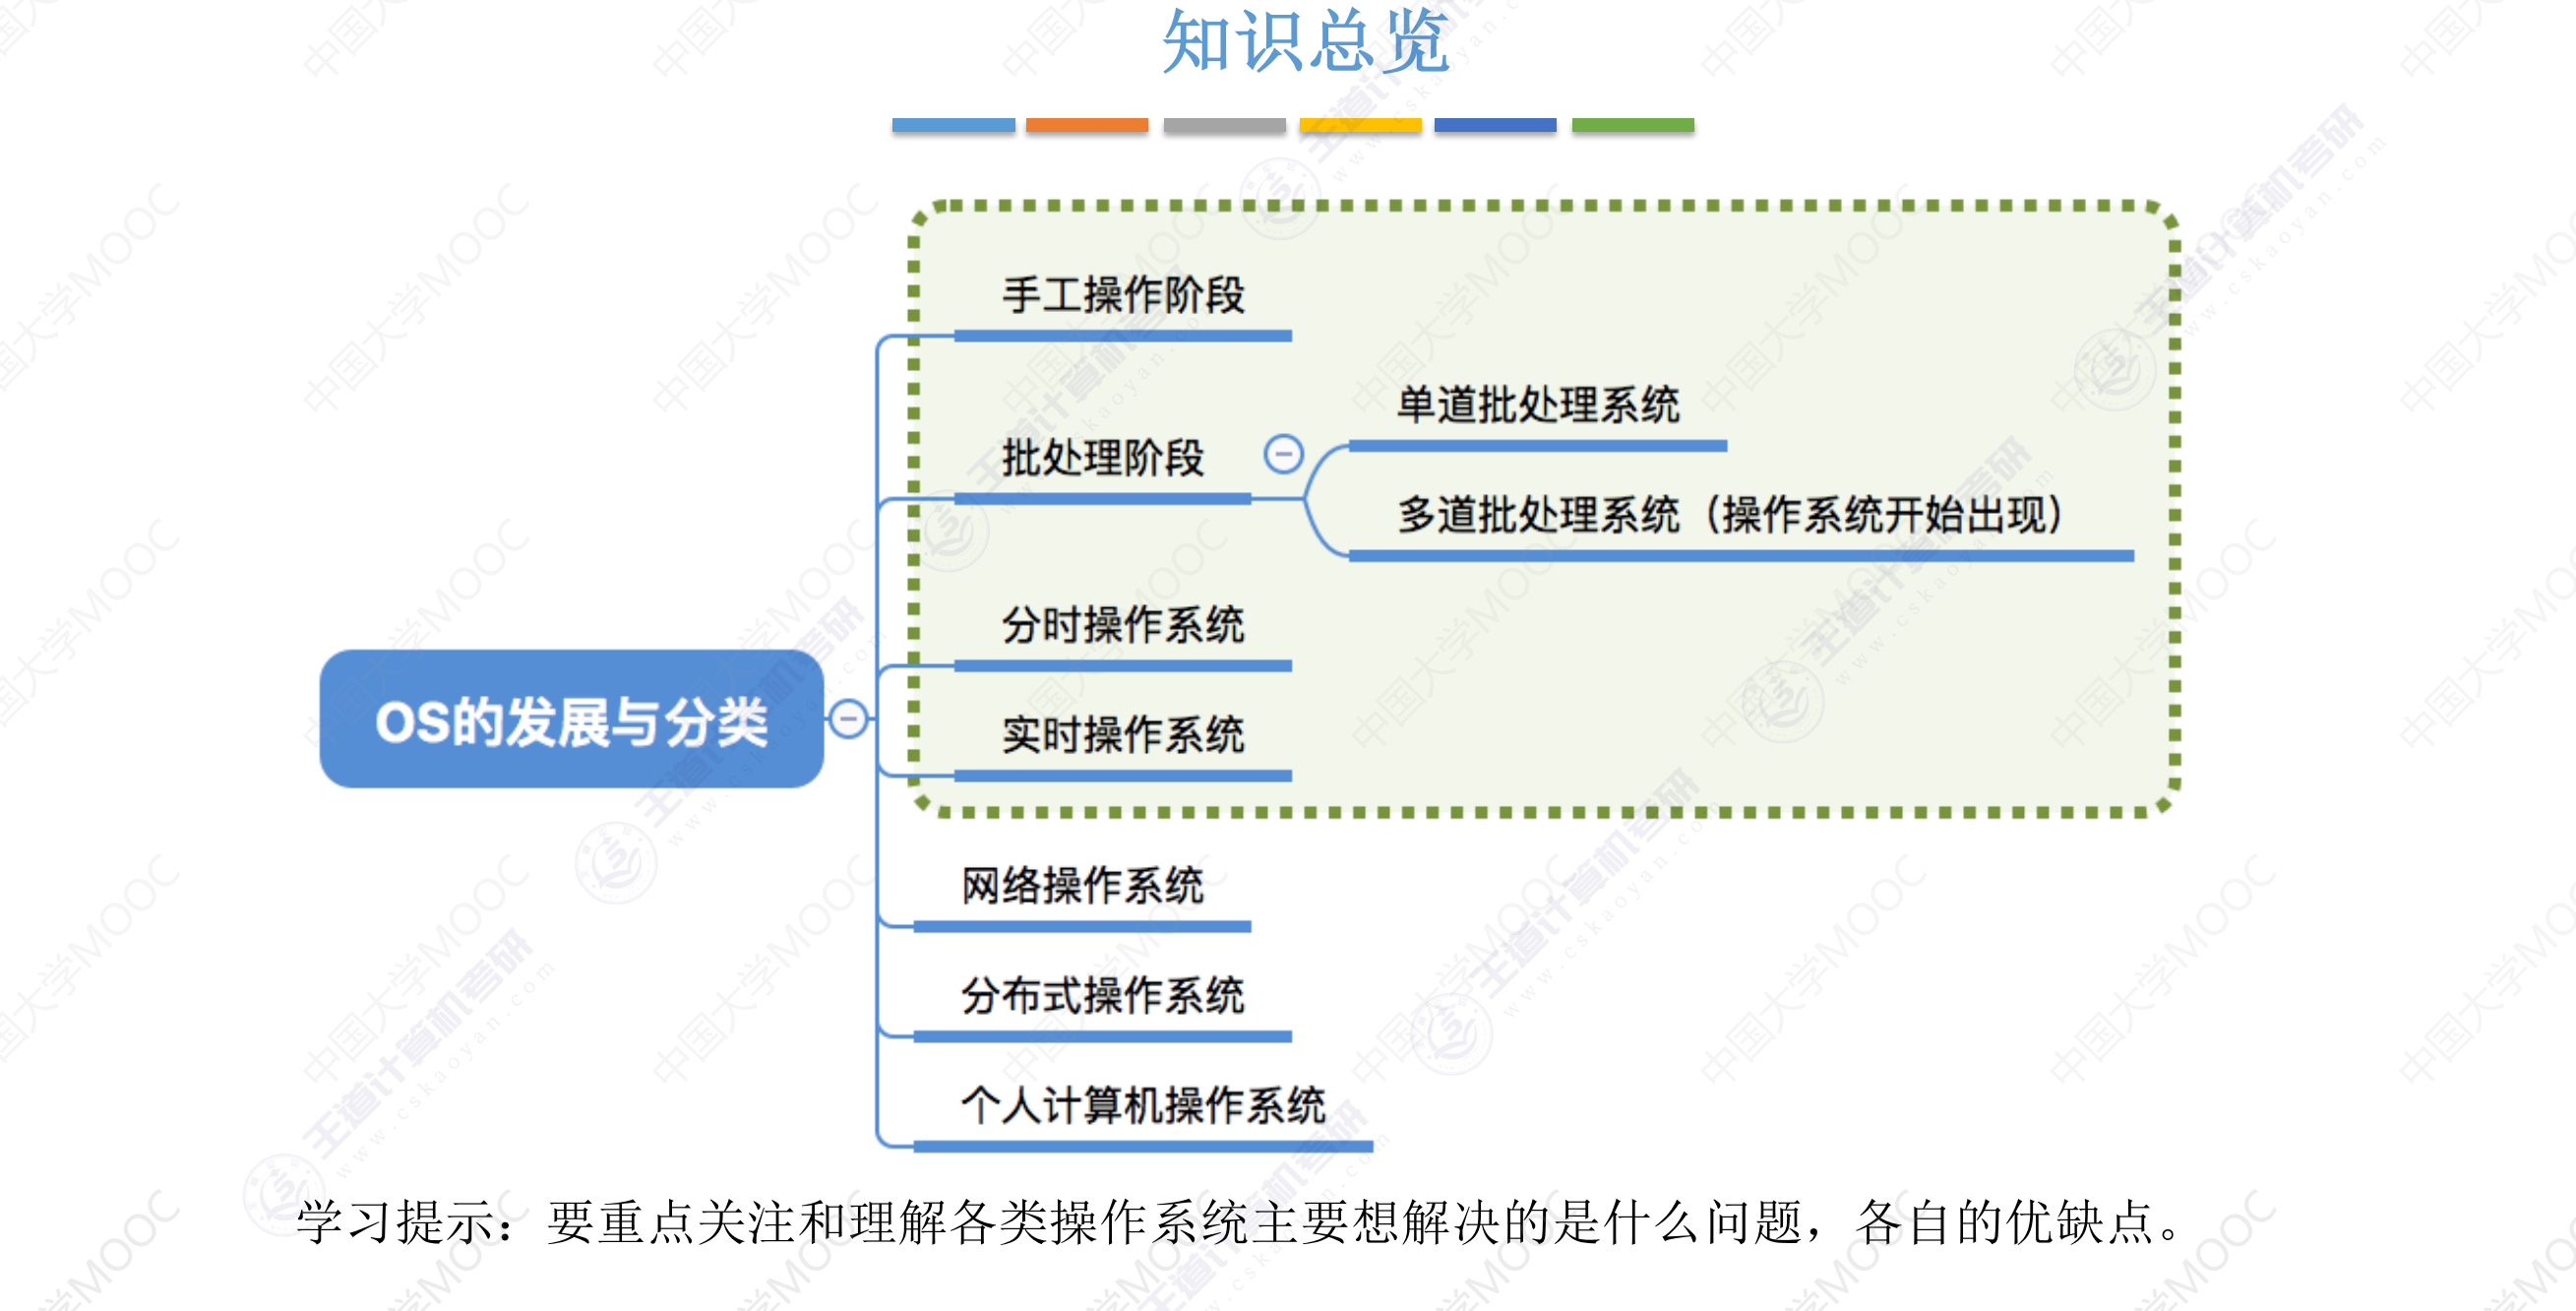 知识总览
手工操作阶段
批处理阶段
单道批处理系统
多道批处理系统（操作系统开始出现）
分时操作系统
实时操作系统
OS的发展与分类
网络操作系统
分布式操作系统
个人计算机操作系统
学习提示：要重点关注和理解各类操作系统主要想解决的是什么问题，各自的优缺点。
中国大学MOOC
王道计算机考研
www.cskaoyan.com